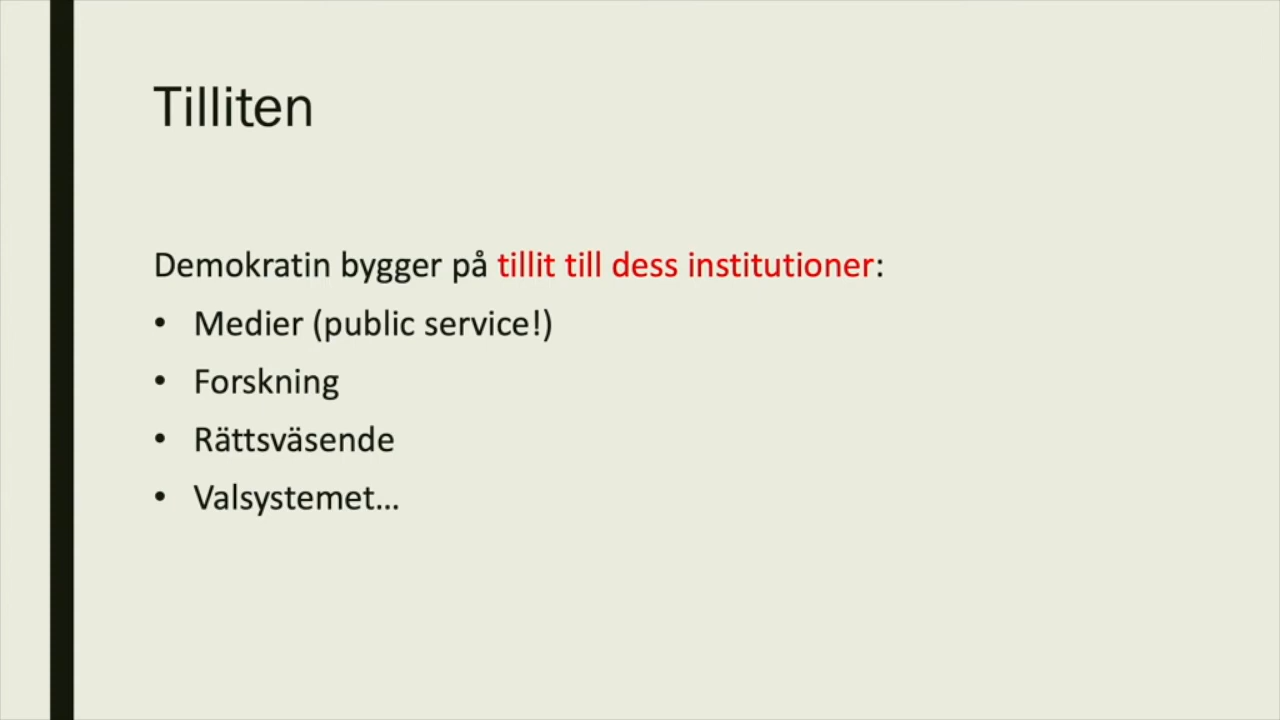 Tilliten
Demokratin bygger på tillit till dess institutioner:
• Medier (public service!)
• Forskning
• Rättsväsende
• Valsystemet...